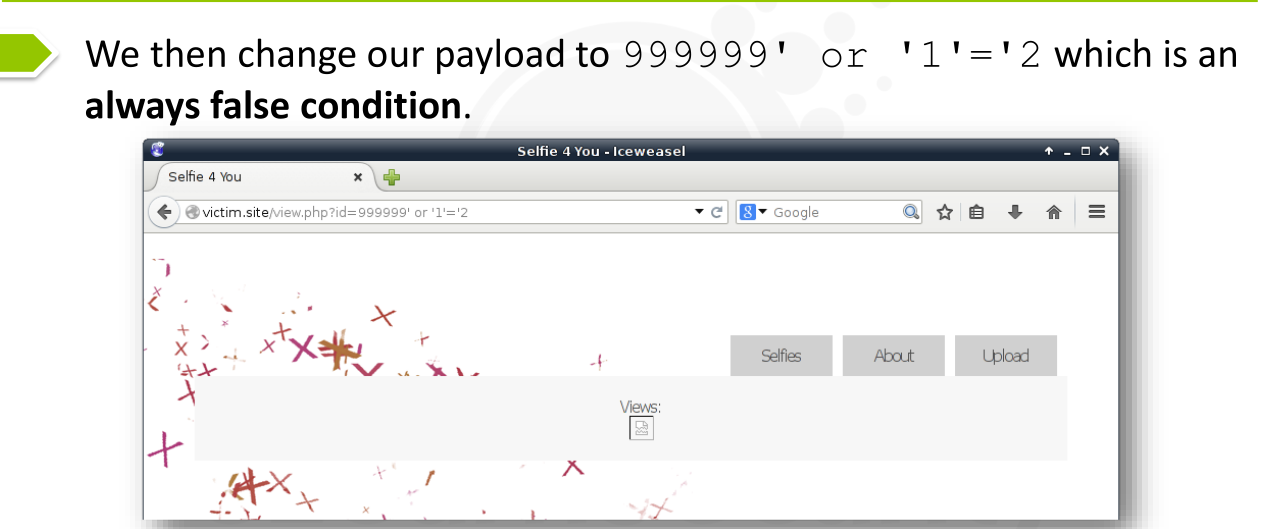 We then change our payload to 999999' or '1'='2 which is an
always false condition.
Selfie 4 You - Iceweasel
Selfie 4 You
victim.site/view.php?id=999999' or '1'='2
Google
Selfies About Upload
Views: